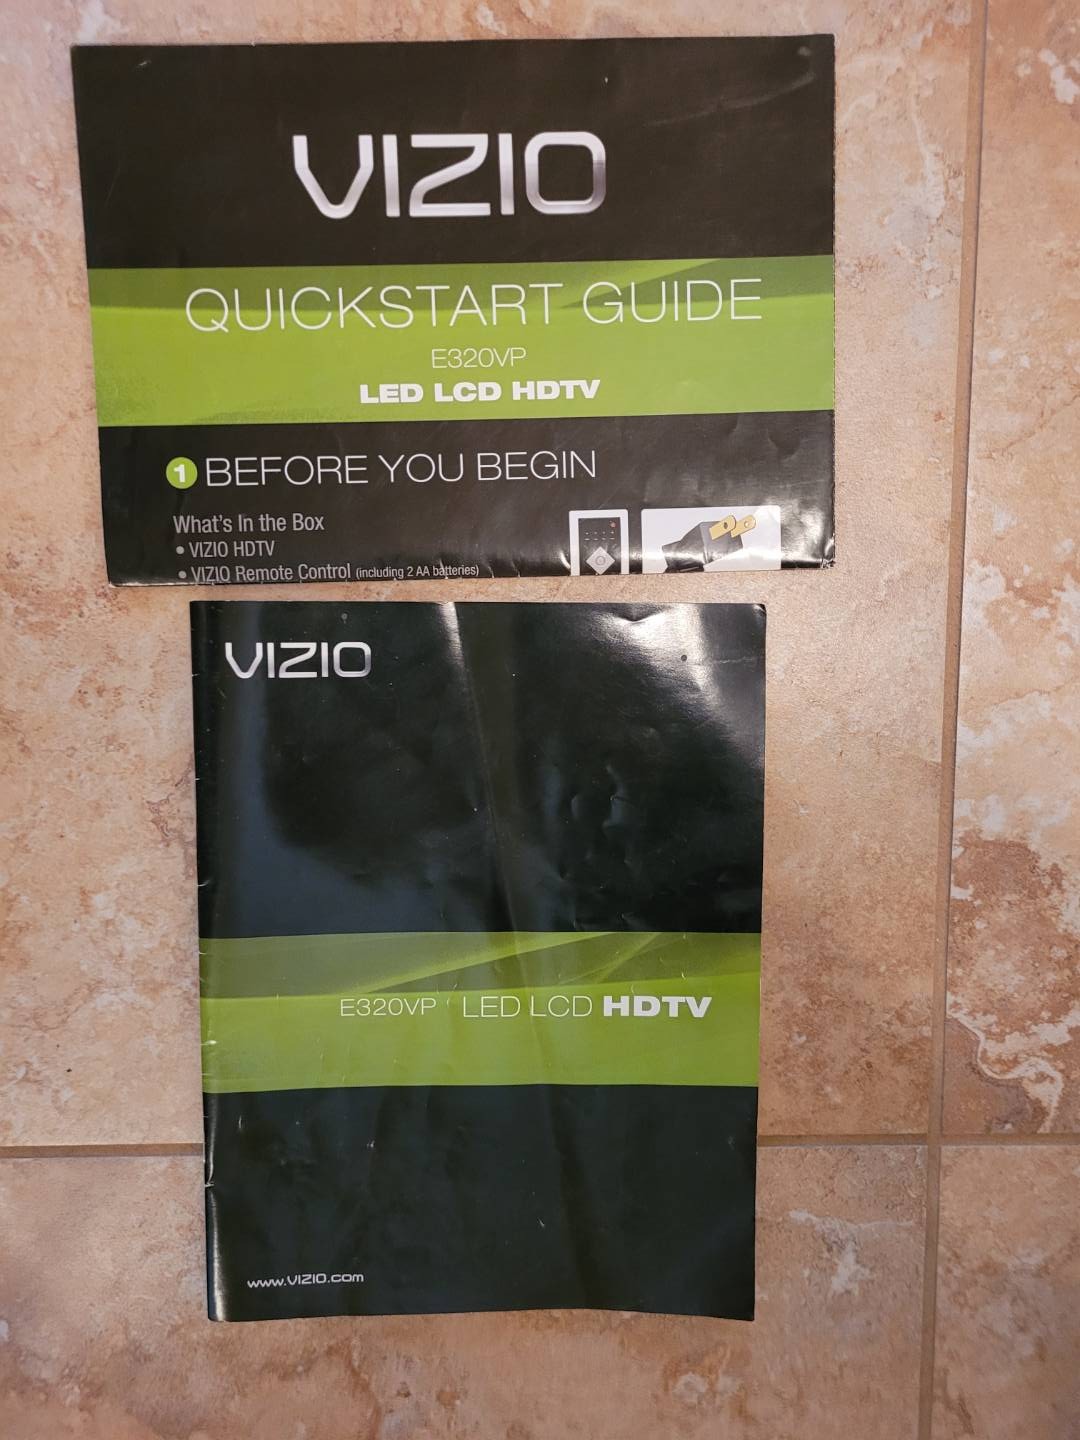 VIZIO
QUICKSTART GUIDE
E320VP
LED LCD HDTV
1 BEFORE YOU BEGIN
What's In the Box
• VIZIO HDTV
• VIZIO Remote Control (including 2 AA batteries)
VIZIO
E320VP LED LCD HDTV
www.VIZIO.com